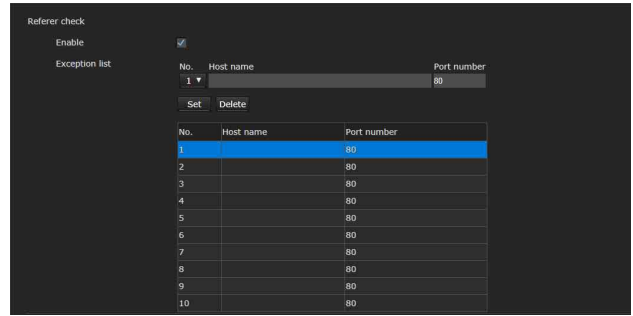 Referer check
Enable
Exception list
No. Host name Port number
1 80
Set Delete
No. Host name Port number
1 80
2 80
3 80
4 80
5 80
6 80
7 80
8 80
9 80
10 80